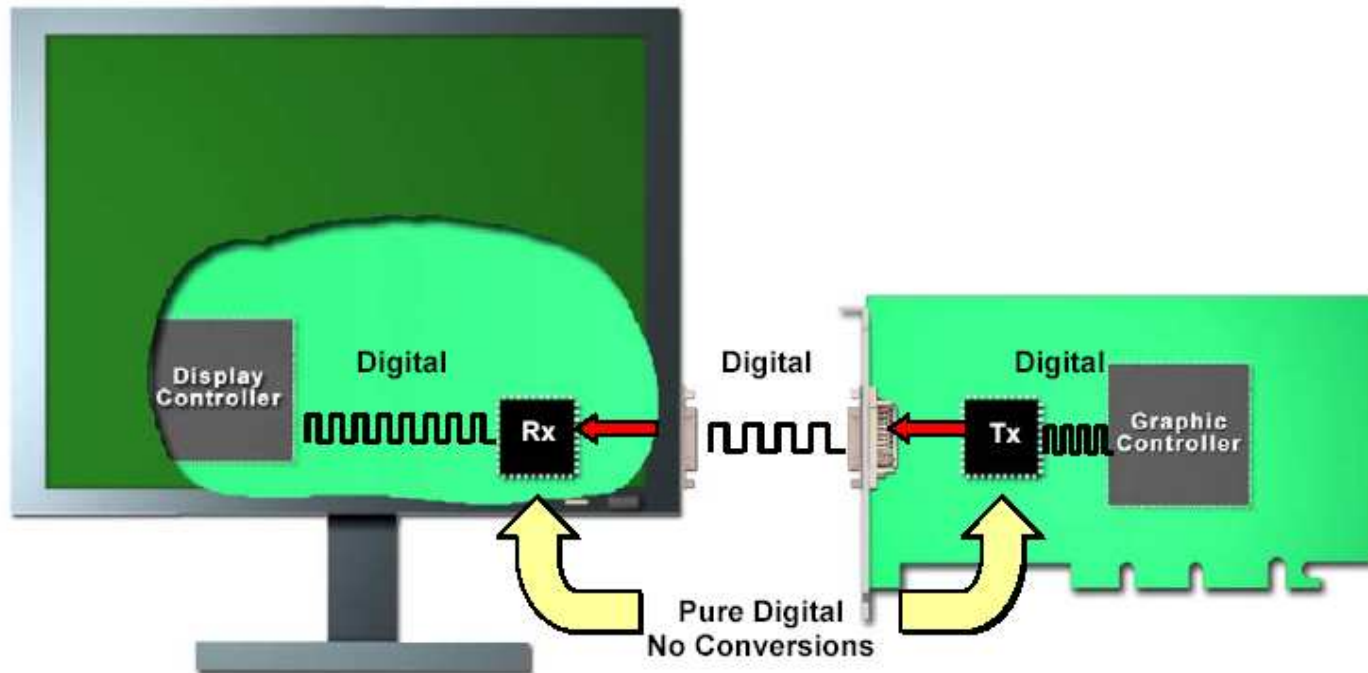 Digital
Digital
Digital
Display
Controller
Rx
Tx
Graphic
Controller
Pure Digital
No Conversions